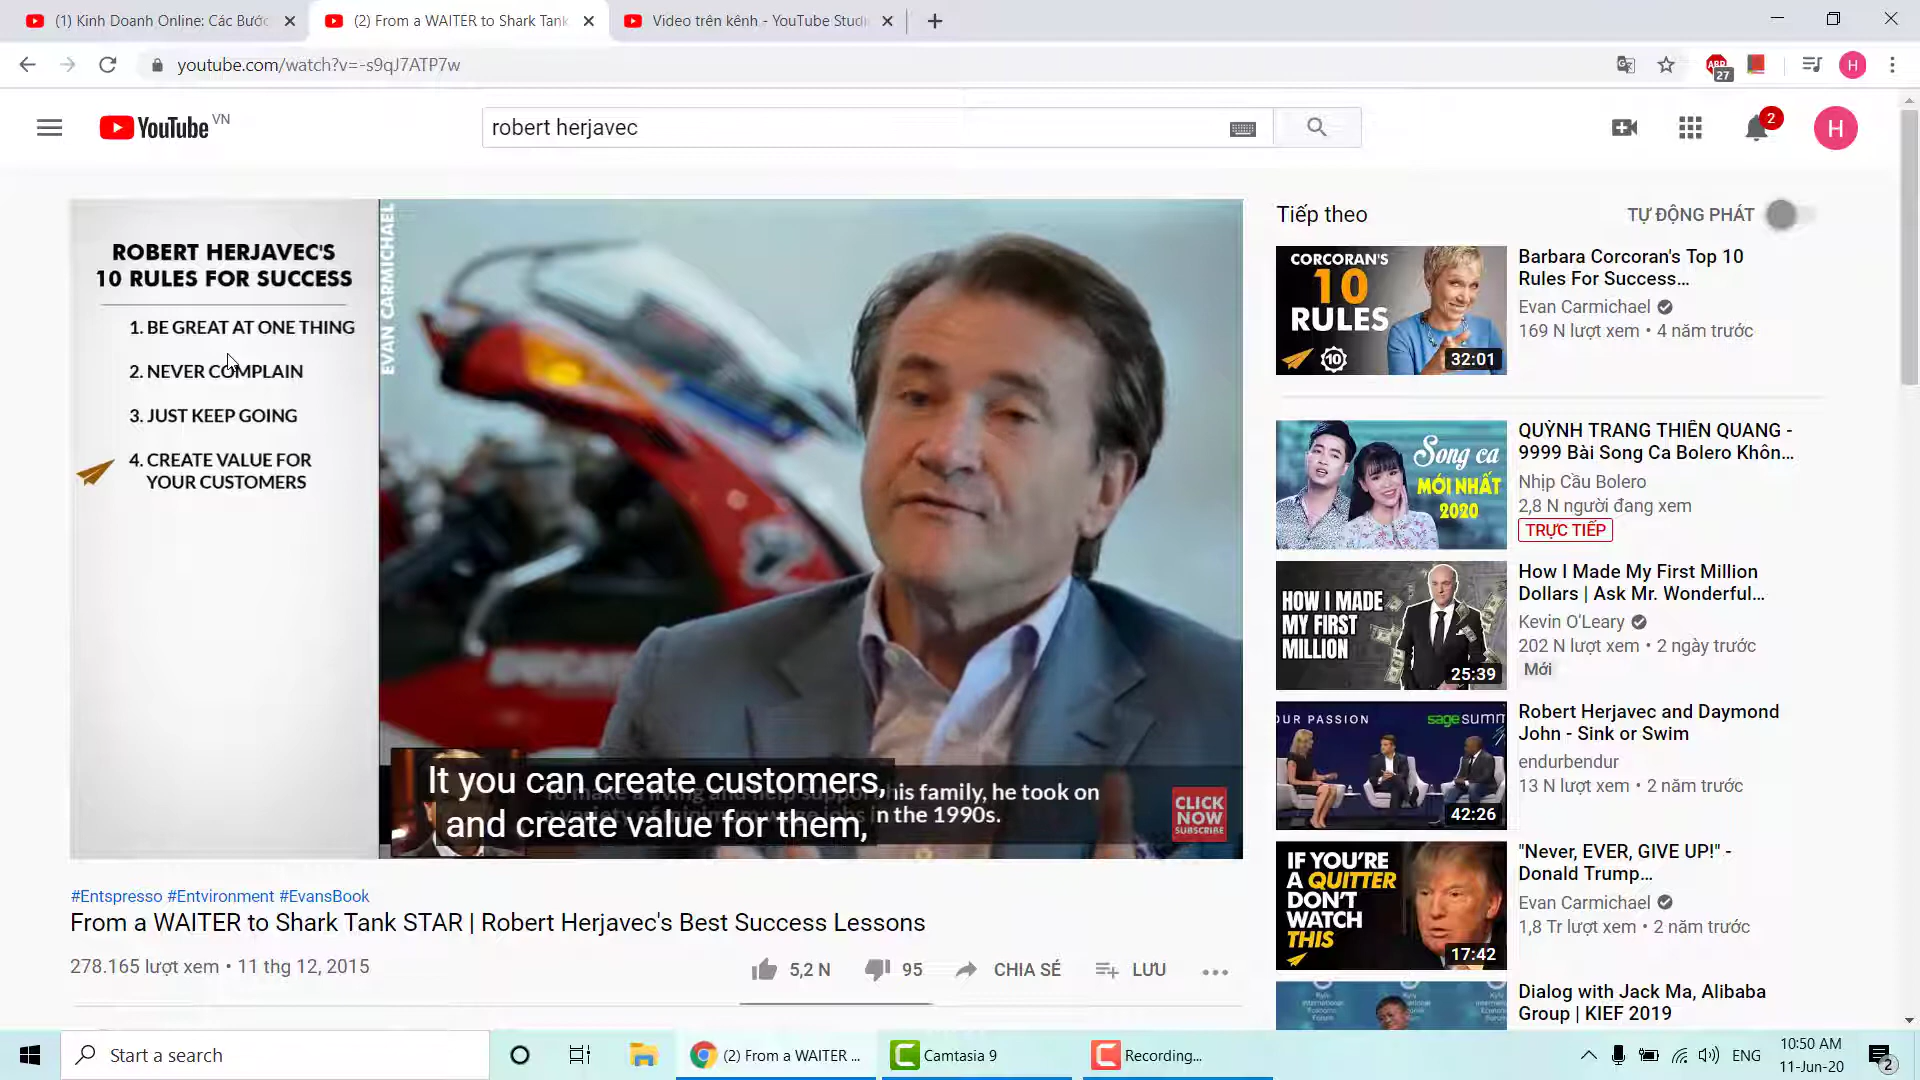 (1) Kinh Doanh Online: Các Bước
(2) From a WAITER to Shark Tank
Video trên kênh - YouTube Studi
youtube.com/watch?v=-s9qJ7ATP7w
ABP
27
H
YouTube VN
robert herjavec
2
H
ROBERT HERJAVEC'S
10 RULES FOR SUCCESS
1. BE GREAT AT ONE THING
2. NEVER COMPLAIN
3. JUST KEEP GOING
4. CREATE VALUE FOR
YOUR CUSTOMERS
EVAN CARMICHAEL
DUCATI
It you can create customers,
and create value for them,
his family, he took on
in the 1990s.
CLICK
NOW
SUBSCRIBE
#Entspresso #Entvironment #EvansBook
From a WAITER to Shark Tank STAR | Robert Herjavec's Best Success Lessons
278.165 lượt xem • 11 thg 12, 2015
5,2 N
95
CHIA SẺ
LƯU
Tiếp theo
TỰ ĐỘNG PHÁT
CORCORAN'S
10
RULES
10
32:01
Barbara Corcoran's Top 10
Rules For Success...
Evan Carmichael
169 N lượt xem • 4 năm trước
Song ca
MỚI NHẤT
2020
QUỲNH TRANG THIÊN QUANG -
9999 Bài Song Ca Bolero Khôn...
Nhịp Cầu Bolero
2,8 N người đang xem
TRỰC TIẾP
HOW I MADE
MY FIRST
MILLION
25:39
How I Made My First Million
Dollars | Ask Mr. Wonderful...
Kevin O'Leary
202 N lượt xem • 2 ngày trước
Mới
OUR PASSION
sage summ
42:26
Robert Herjavec and Daymond
John - Sink or Swim
endurbendur
13 N lượt xem • 2 năm trước
IF YOU'RE
A QUITTER
DON'T
WATCH
THIS
17:42
"Never, EVER, GIVE UP!" -
Donald Trump...
Evan Carmichael
1,8 Tr lượt xem • 2 năm trước
Dialog with Jack Ma, Alibaba
Group | KIEF 2019
Start a search
(2) From a WAITER ...
Camtasia 9
Recording...
ENG
10:50 AM
11-Jun-20
2